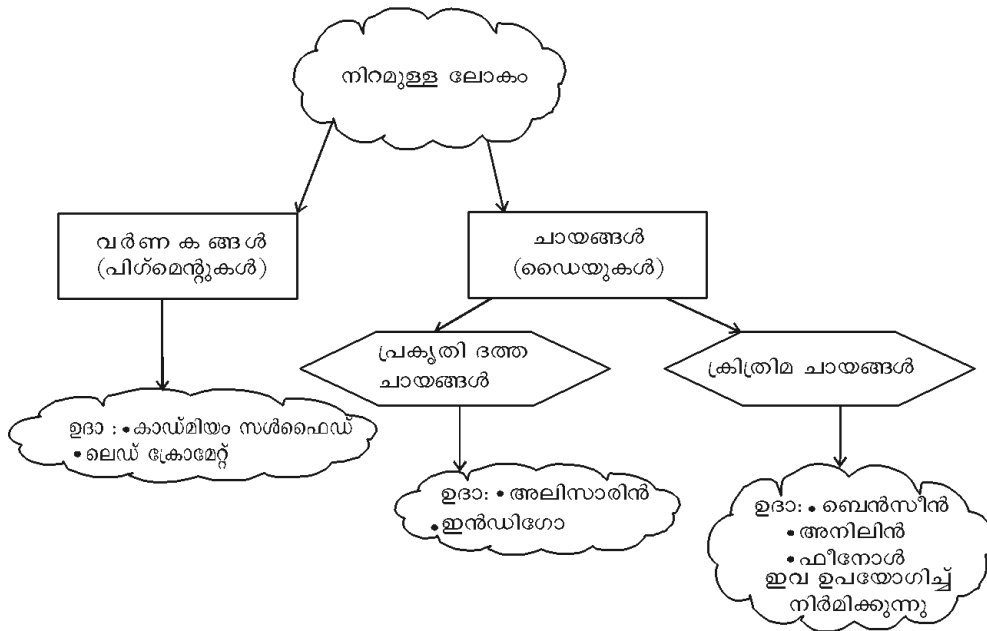 നിറമുള്ള ലോകം
വർണ കങ്ങൾ
(പിഗ്മെന്റുകൾ)
ചായങ്ങൾ
(ഡൈയുകൾ)
പ്രകൃതി ദത്ത
ചായങ്ങൾ
ക്രിത്രിമ ചായങ്ങൾ
ഉദാ : • കാഡ്മിയം സൾഫൈഡ്
• ലെഡ് ക്രോമേറ്റ്
ഉദാ: • അലിസാരിൻ
• ഇൻഡിഗോ
ഉദാ: • ബെൻസീൻ
• അനിലിൻ
• ഫീനോൾ
ഇവ ഉപയോഗിച്ച്
നിർമിക്കുന്നു